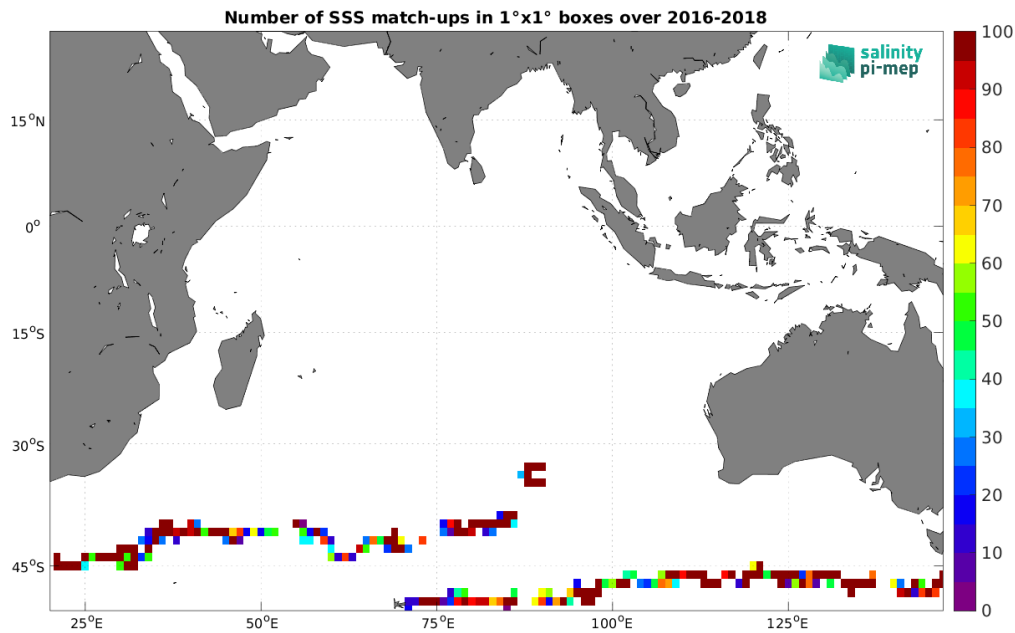 Number of SSS match-ups in 1°x1° boxes over 2016-2018
salinity
pi-mep
15°N
0°
15°S
30°S
45°S
25°E
50°E
75°E
100°E
125°E
100
90
80
70
60
50
40
30
20
10
0